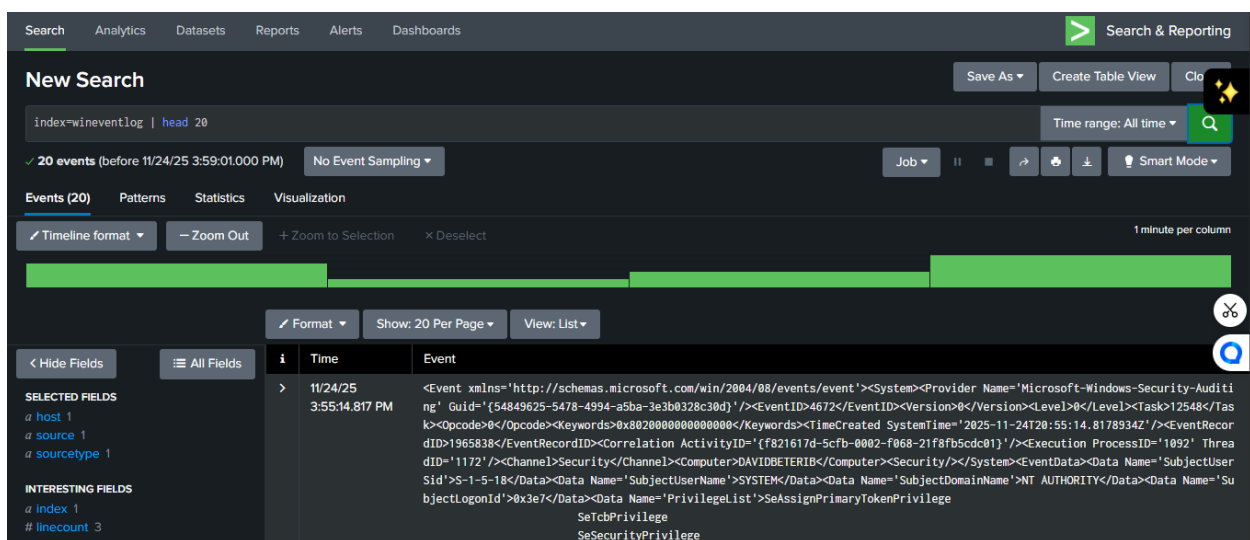 Search Analytics Datasets Reports Alerts Dashboards Search & Reporting
New Search
Save As Create Table View Clo
index=wineventlog | head 20
Time range: All time
20 events (before 11/24/25 3:59:01.000 PM) No Event Sampling
Job Smart Mode
Events (20) Patterns Statistics Visualization
Timeline format — Zoom Out + Zoom to Selection × Deselect 1 minute per column
Format Show: 20 Per Page View: List
< Hide Fields All Fields i Time Event
SELECTED FIELDS
a host 1
a source 1
a sourcetype 1
INTERESTING FIELDS
a index 1
# linecount 3
> 11/24/25
3:55:14.817 PM
<Event xmlns='http://schemas.microsoft.com/win/2004/08/events/event'><System><Provider Name='Microsoft-Windows-Security-Auditi
ng' Guid='{54849625-5478-4994-a5ba-3e3b0328c30d}'/><EventID>4672</EventID><Version>0</Version><Level>0</Level><Task>12548</Tas
k><Opcode>0</Opcode><Keywords>0x8020000000000000</Keywords><TimeCreated SystemTime='2025-11-24T20:55:14.8178934Z'/><EventRecor
dID>1965838</EventRecordID><Correlation ActivityID='{f821617d-5cfb-0002-f068-21f8fb5cdc01}'/><Execution ProcessID='1092' Threa
dID='1172'/><Channel>Security</Channel><Computer>DAVIDBETERIB</Computer><Security/></System><EventData><Data Name='SubjectUser
Sid'>S-1-5-18</Data><Data Name='SubjectUserName'>SYSTEM</Data><Data Name='SubjectDomainName'>NT AUTHORITY</Data><Data Name='Su
bjectLogonId'>0x3e7</Data><Data Name='PrivilegeList'>SeAssignPrimaryTokenPrivilege
SeTcbPrivilege
SeSecurityPrivilege